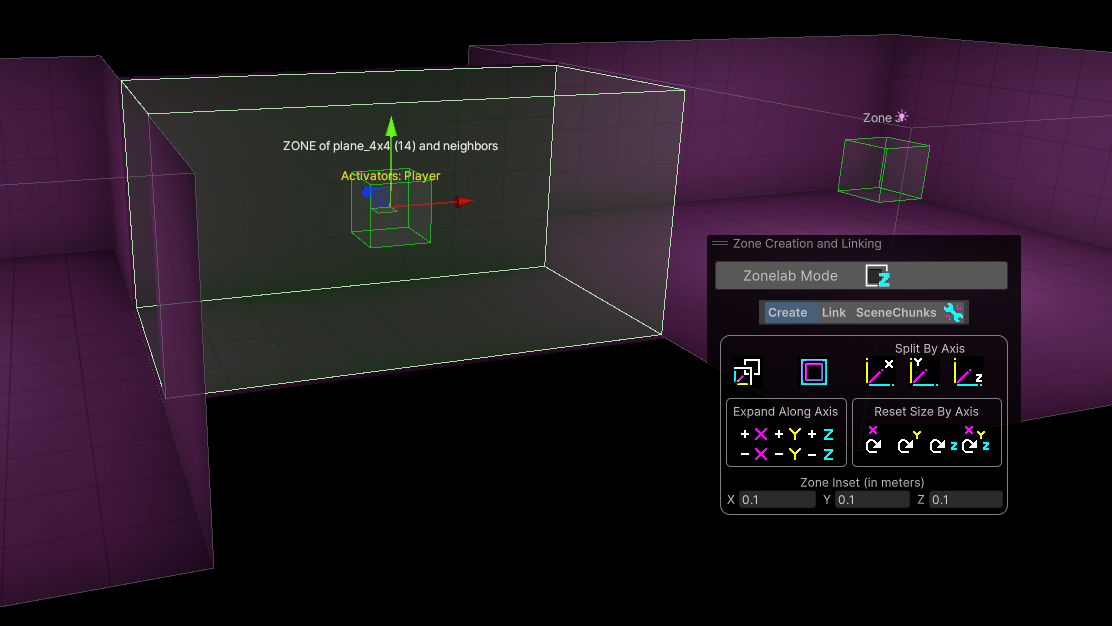 Zone
ZONE of plane_4x4 (14) and neighbors
Activators: Player
Zone Creation and Linking
Zonelab Mode
Z
Create Link SceneChunks
Split By Axis
X Y Z
Expand Along Axis
+ X + Y + Z
- X - Y - Z
Reset Size By Axis
X Y Z X Y Z
Zone Inset (in meters)
X 0.1 Y 0.1 Z 0.1